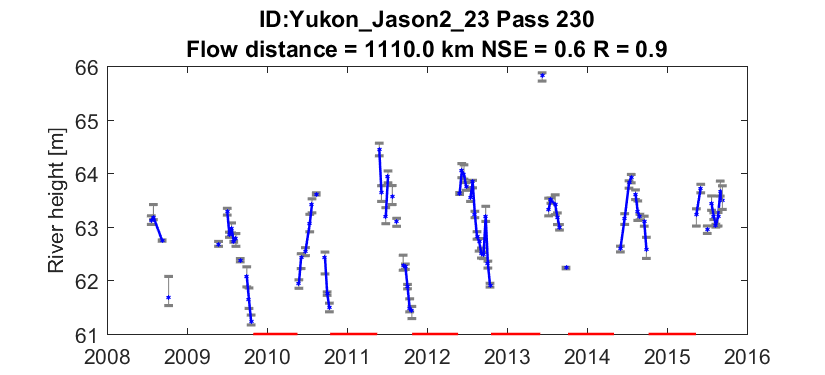 ID:Yukon_Jason2_23 Pass 230
Flow distance = 1110.0 km NSE = 0.6 R = 0.9
River height [m]
66
65
64
63
62
61
2008 2009 2010 2011 2012 2013 2014 2015 2016